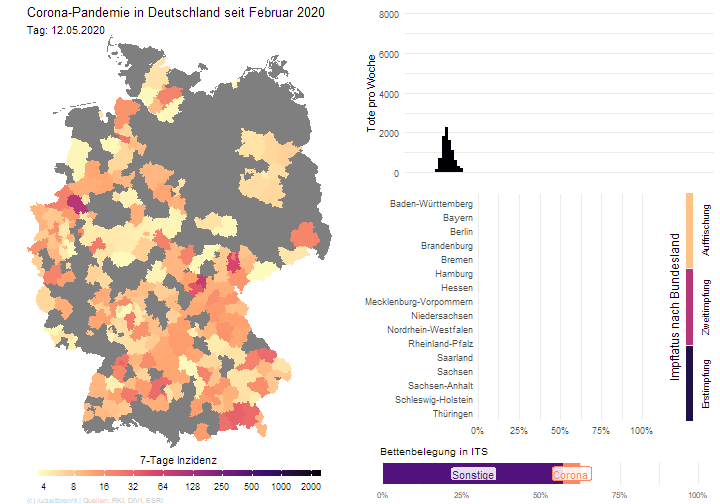 Corona-Pandemie in Deutschland seit Februar 2020
Tag: 12.05.2020
7-Tage Inzidenz
4 8 16 32 64 128 250 500 1000 2000
(c) /u/zeitbrennt | Quellen: RKI, DIVI, ESRI
Tote pro Woche
8000
6000
4000
2000
0
Baden-Württemberg
Bayern
Berlin
Brandenburg
Bremen
Hamburg
Hessen
Mecklenburg-Vorpommern
Niedersachsen
Nordrhein-Westfalen
Rheinland-Pfalz
Saarland
Sachsen
Sachsen-Anhalt
Schleswig-Holstein
Thüringen
0% 25% 50% 75% 100%
Impfstatus nach Bundesland
Auffrischung
Zweitimpfung
Erstimpfung
Bettenbelegung in ITS
Sonstige Corona
0% 25% 50% 75% 100%